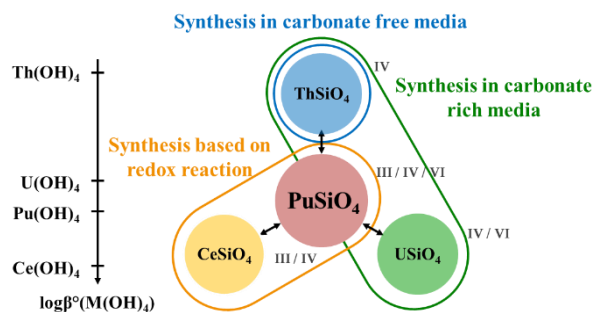 Synthesis in carbonate free media
Th(OH)₄
IV
ThSiO₄
Synthesis in carbonate
rich media
Synthesis based on
redox reaction
U(OH)₄
III / IV / VI
PuSiO₄
Pu(OH)₄
IV / VI
CeSiO₄
USiO₄
III / IV
Ce(OH)₄
logβ°(M(OH)₄)